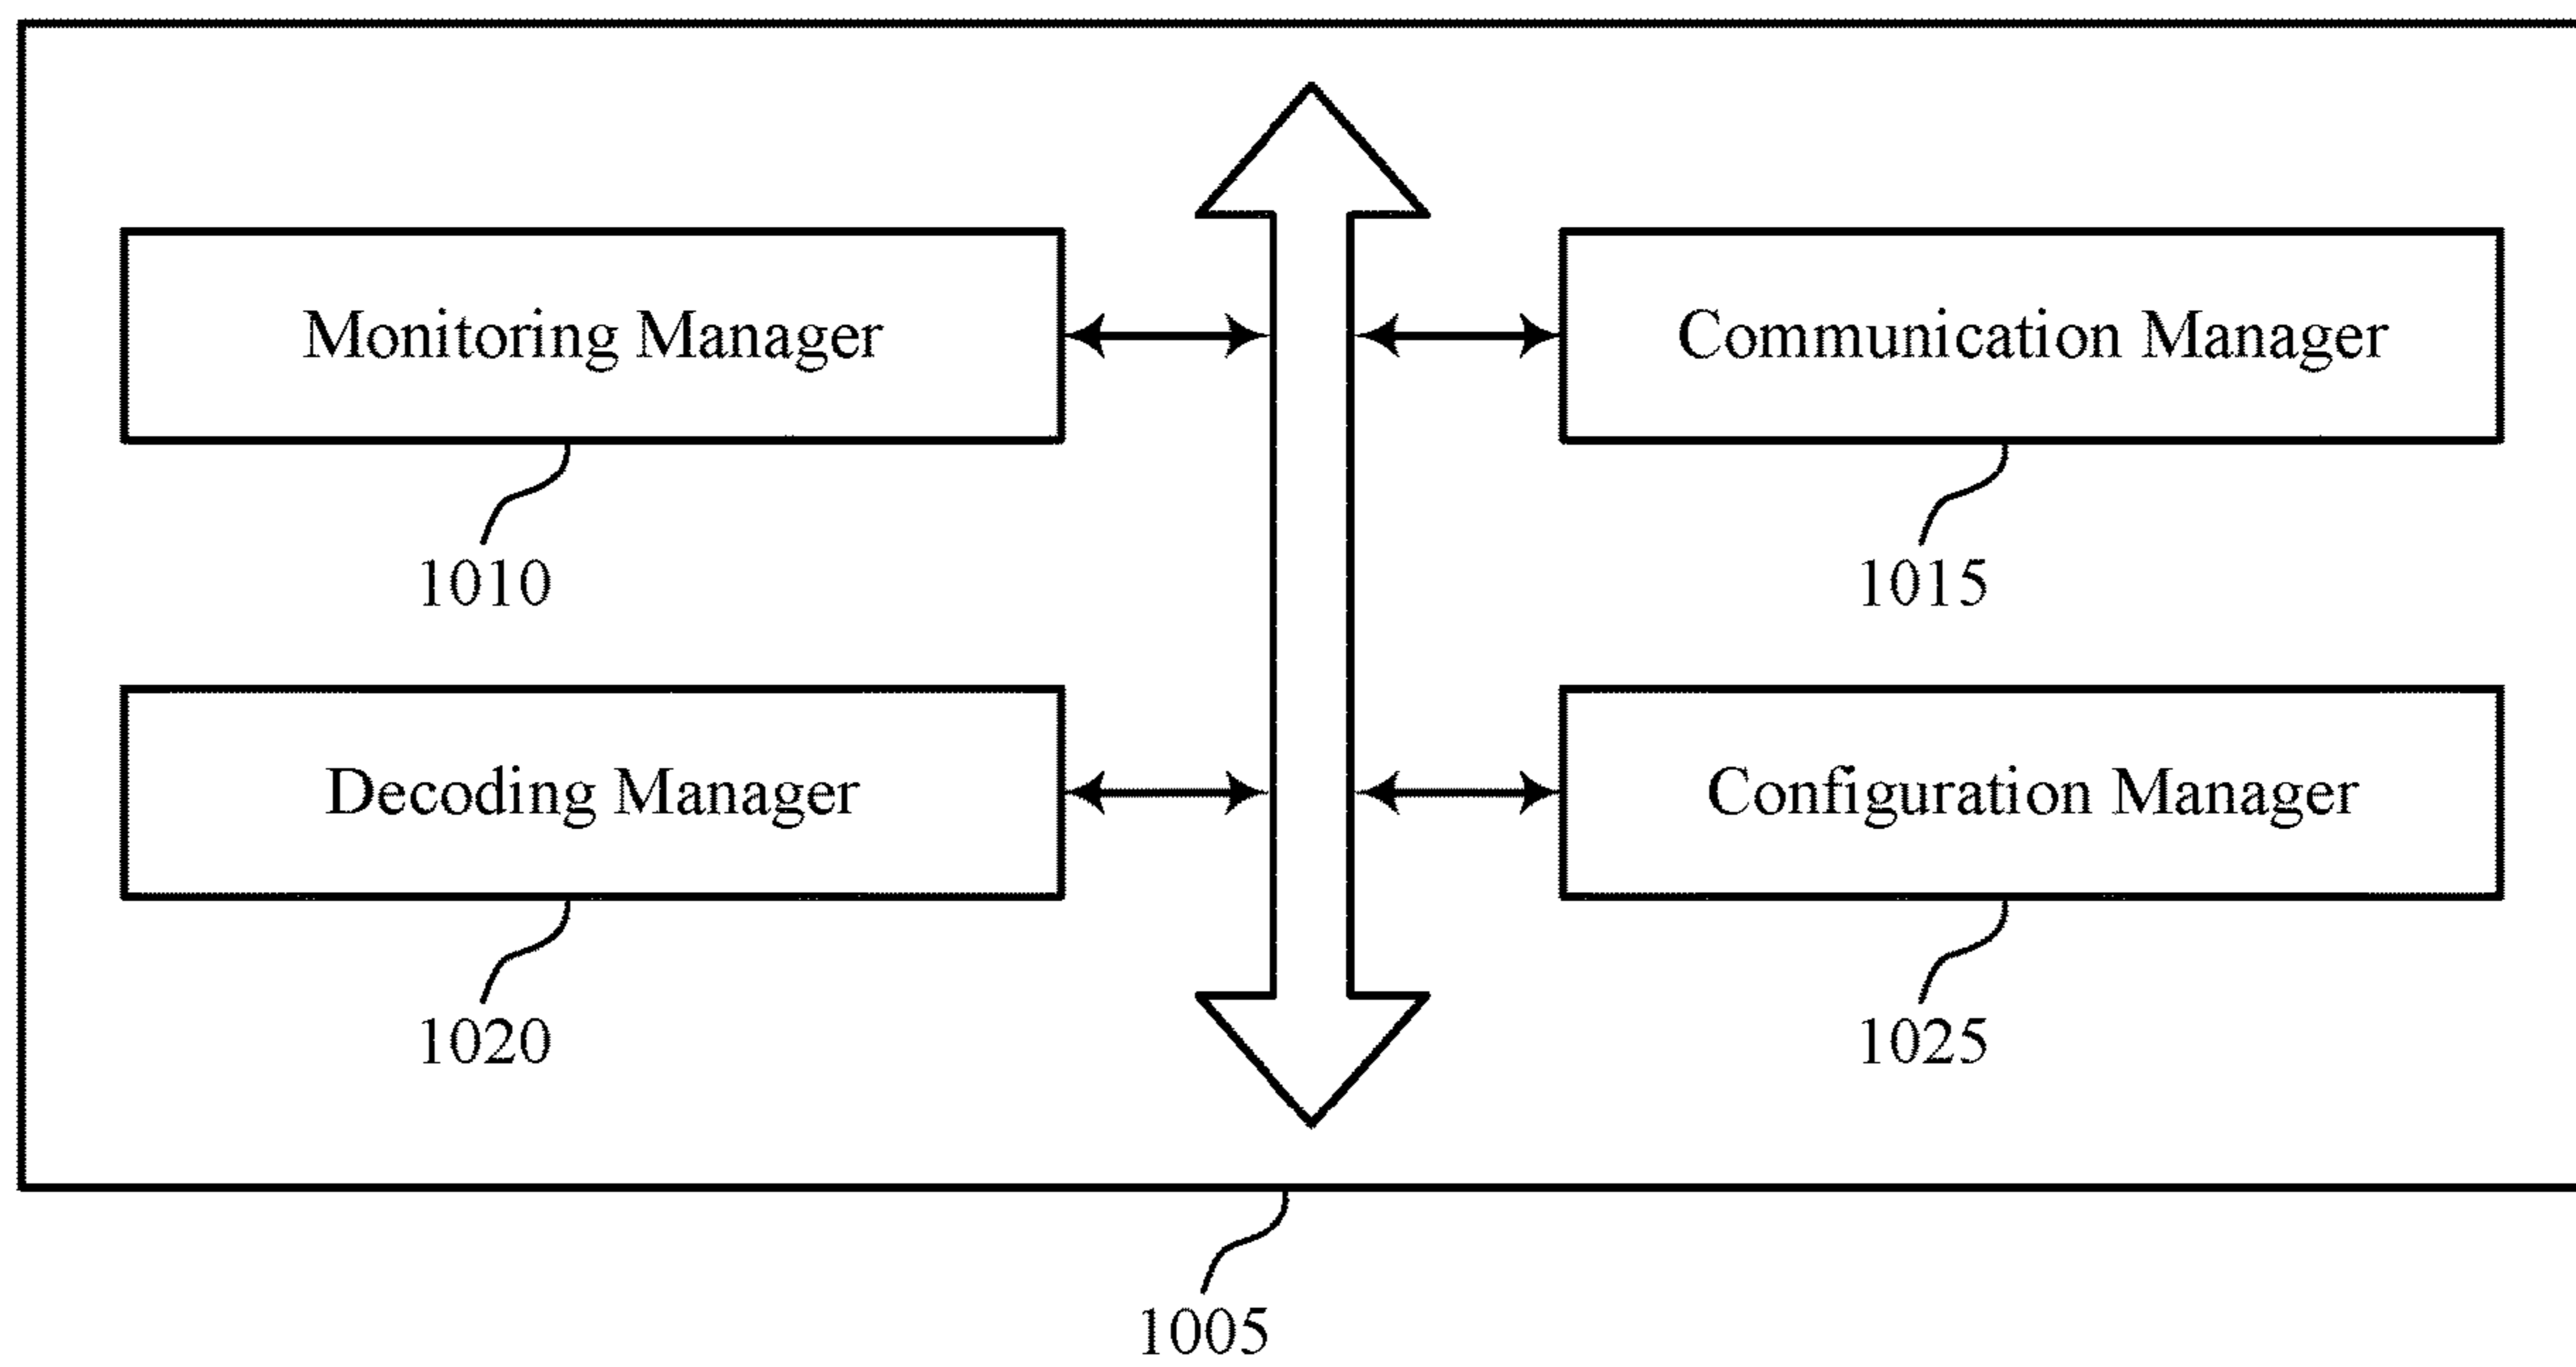 Monitoring Manager
Communication Manager
1010
1015
Decoding Manager
Configuration Manager
1020
1025
1005